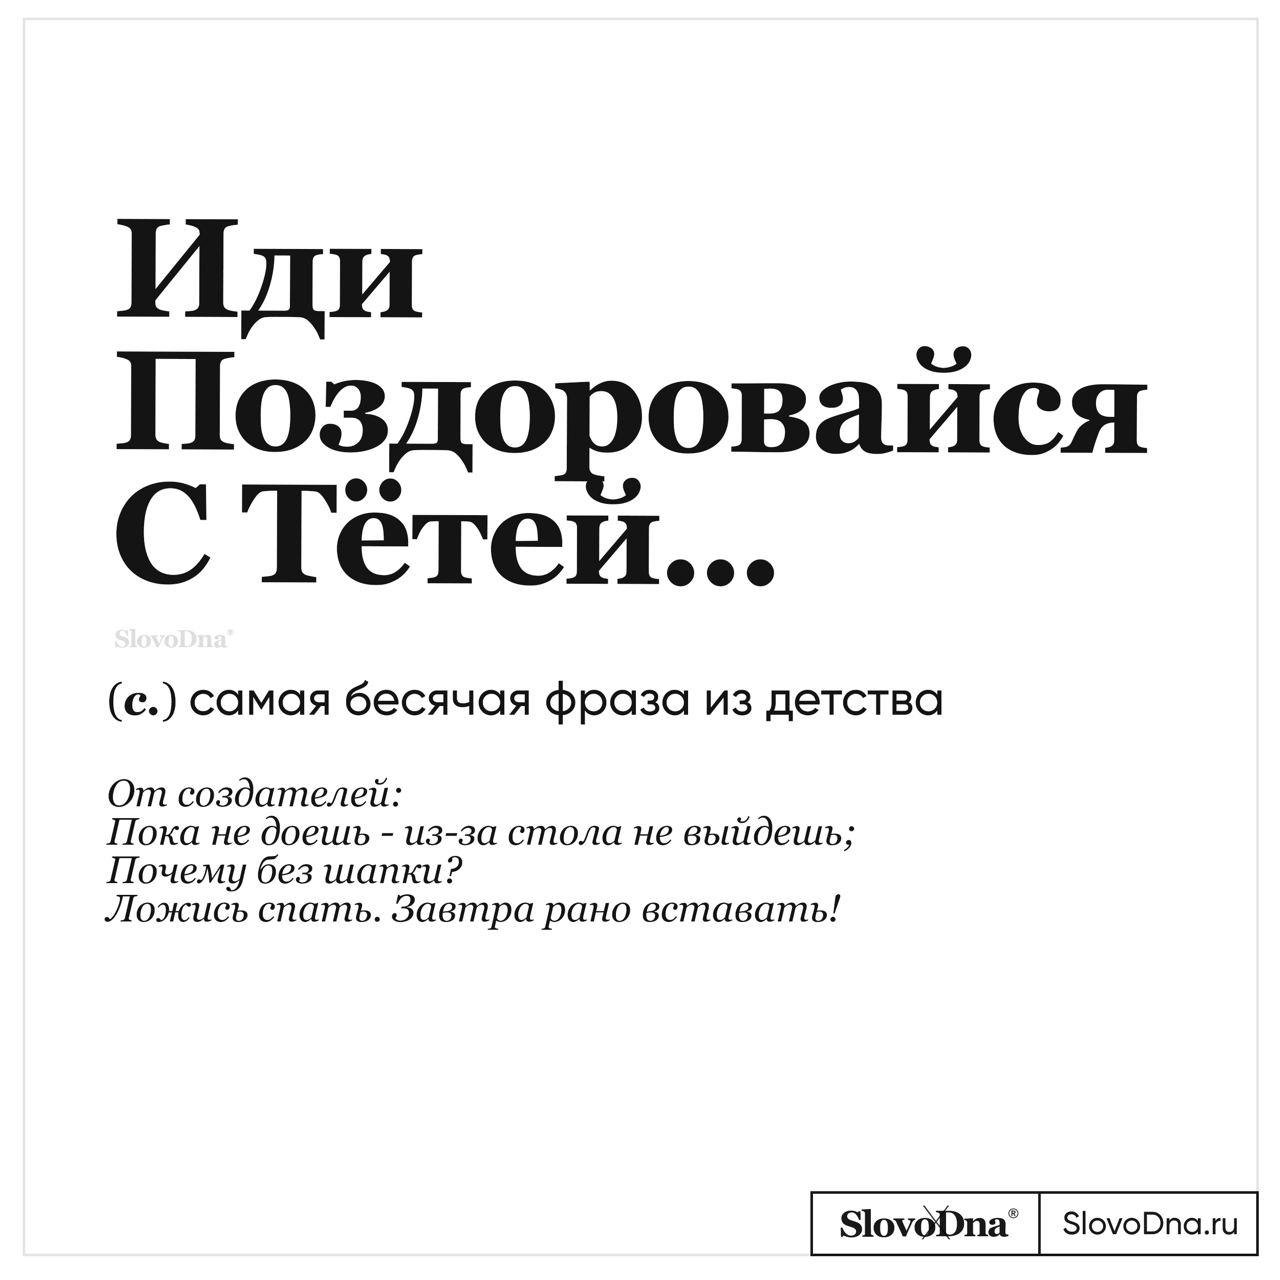 Иди
Поздоровайся
С Тётей...
SlovoDna®
(с.) самая бесячая фраза из детства
От создателей:
Пока не доешь - из-за стола не выйдешь;
Почему без шапки?
Ложись спать. Завтра рано вставать!
SlovoDna® SlovoDna.ru